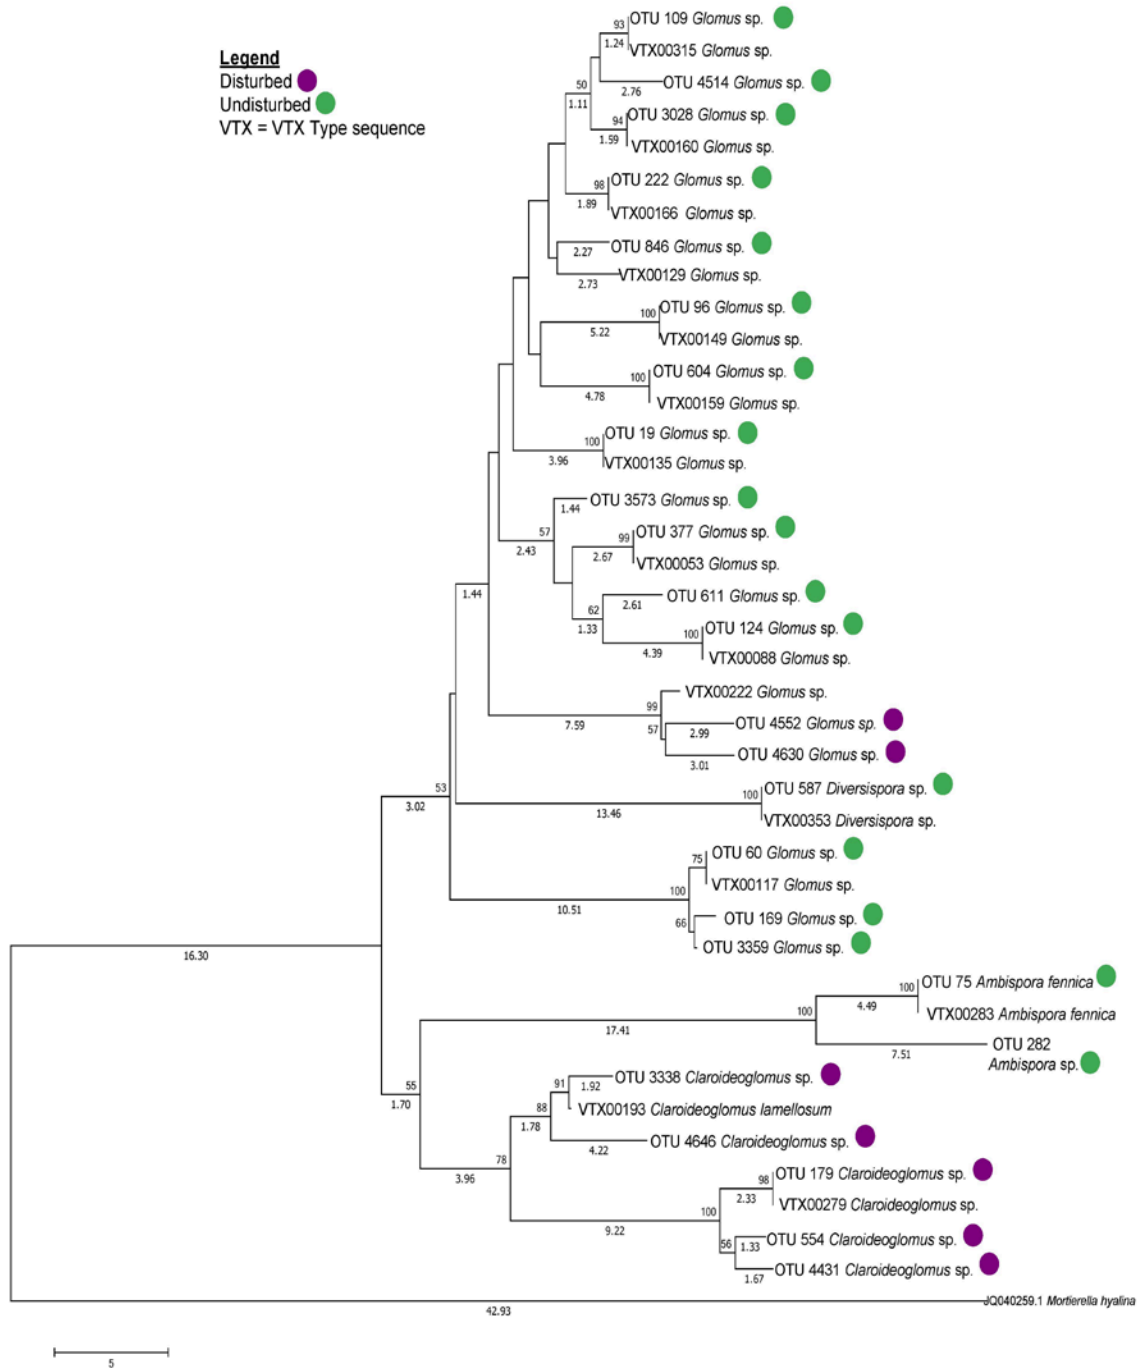 Legend
Disturbed
Undisturbed
VTX = VTX Type sequence
93
OTU 109 Glomus sp.
1.24
VTX00315 Glomus sp.
50
1.11
OTU 4514 Glomus sp.
2.76
94
OTU 3028 Glomus sp.
1.59
VTX00160 Glomus sp.
98
OTU 222 Glomus sp.
1.89
VTX00166 Glomus sp.
OTU 846 Glomus sp.
2.27
VTX00129 Glomus sp.
2.73
OTU 96 Glomus sp.
100
5.22
VTX00149 Glomus sp.
100
OTU 604 Glomus sp.
4.78
VTX00159 Glomus sp.
100
OTU 19 Glomus sp.
3.96
VTX00135 Glomus sp.
OTU 3573 Glomus sp.
1.44
57
2.43
99
OTU 377 Glomus sp.
2.67
VTX00053 Glomus sp.
1.44
OTU 611 Glomus sp.
2.61
62
1.33
100
OTU 124 Glomus sp.
4.39
VTX00088 Glomus sp.
VTX00222 Glomus sp.
99
7.59
57
OTU 4552 Glomus sp.
2.99
OTU 4630 Glomus sp.
3.01
53
3.02
100
OTU 587 Diversispora sp.
13.46
VTX00353 Diversispora sp.
75
OTU 60 Glomus sp.
VTX00117 Glomus sp.
100
10.51
66
OTU 169 Glomus sp.
OTU 3359 Glomus sp.
16.30
100
OTU 75 Ambispora fennica
4.49
VTX00283 Ambispora fennica
100
17.41
OTU 282
Ambispora sp.
7.51
55
1.70
91
OTU 3338 Claroideoglomus sp.
1.92
VTX00193 Claroideoglomus lamellosum
88
1.78
OTU 4646 Claroideoglomus sp.
4.22
78
3.96
98
OTU 179 Claroideoglomus sp.
2.33
VTX00279 Claroideoglomus sp.
100
9.22
56
OTU 554 Claroideoglomus sp.
1.33
OTU 4431 Claroideoglomus sp.
1.67
JQ040259.1 Mortierella hyalina
42.93
5